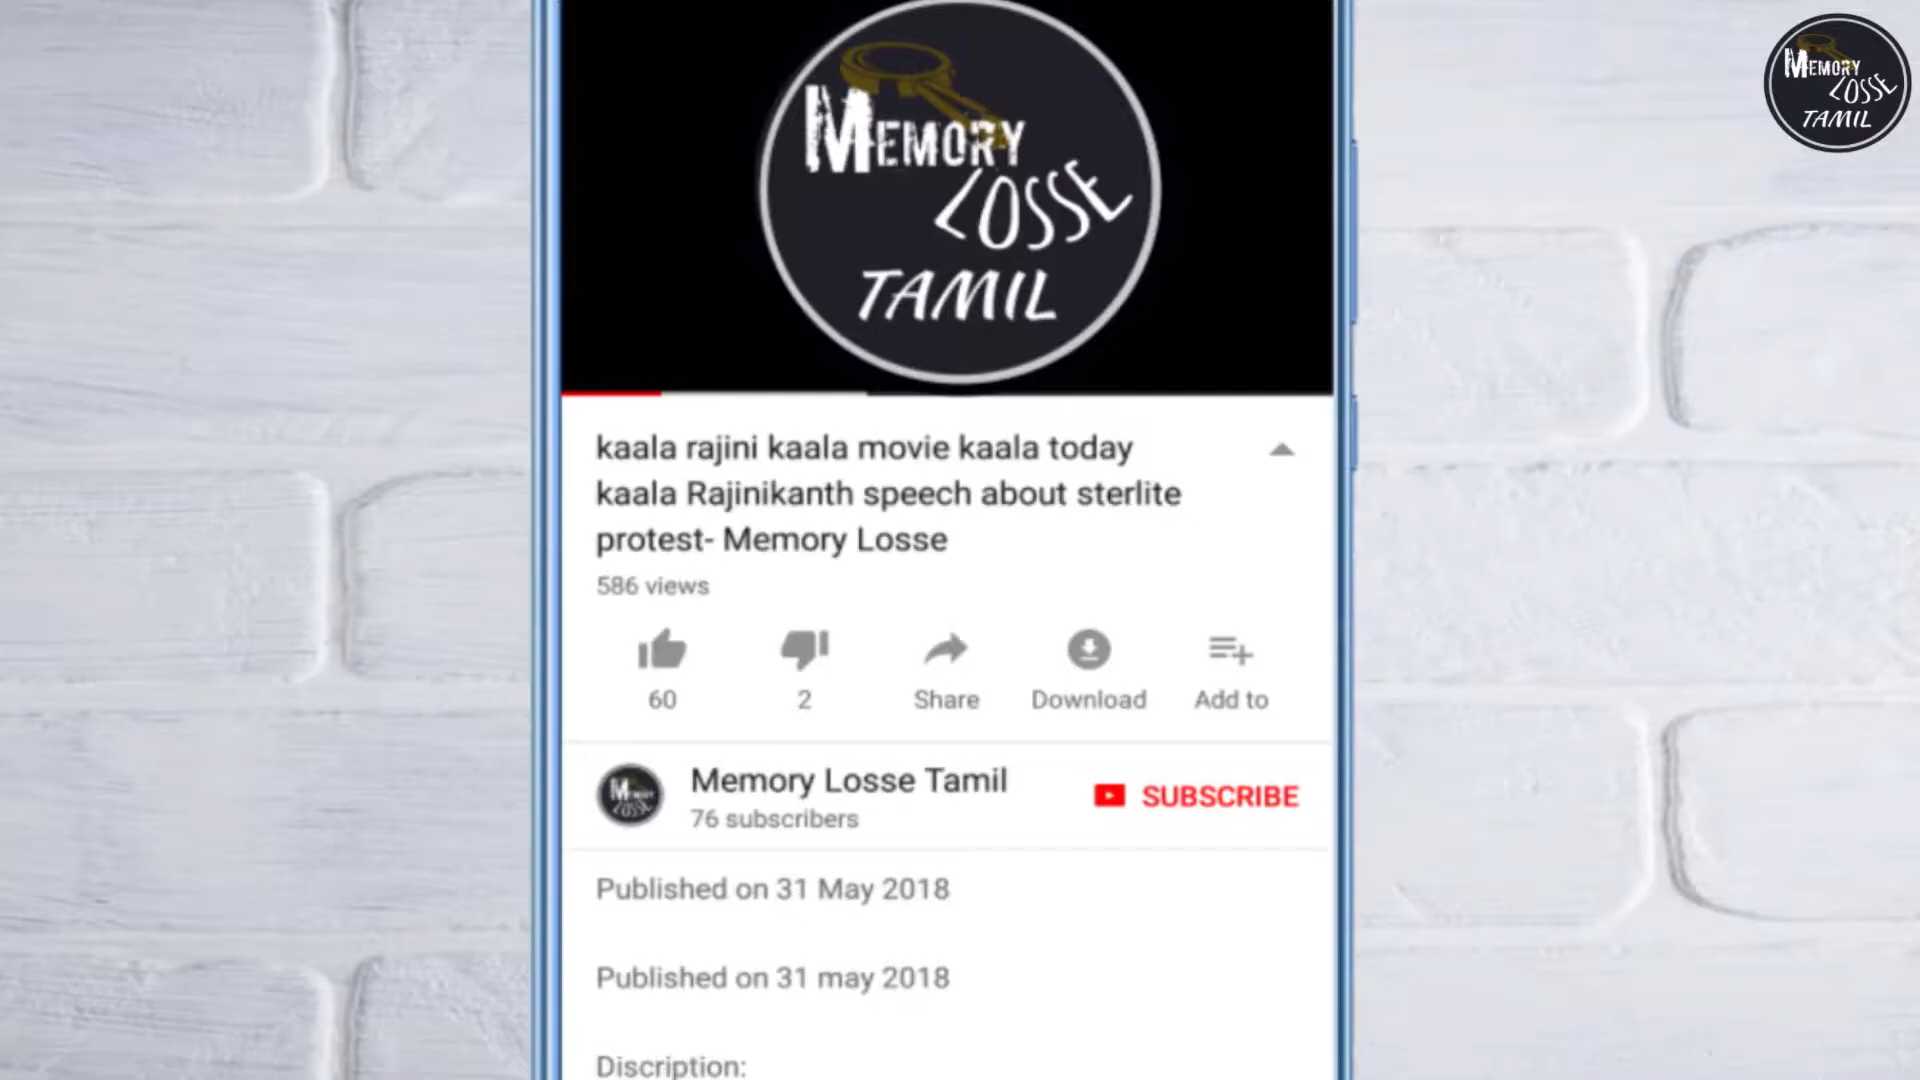 MEMORY
LOSSE
TAMIL
MEMORY
LOSSE
TAMIL
kaala rajini kaala movie kaala today
kaala Rajinikanth speech about sterlite
protest- Memory Losse
586 views
60
2
Share
Download
Add to
MEMORY
LOSSE
Memory Losse Tamil
76 subscribers
SUBSCRIBE
Published on 31 May 2018
Published on 31 may 2018
Discription: